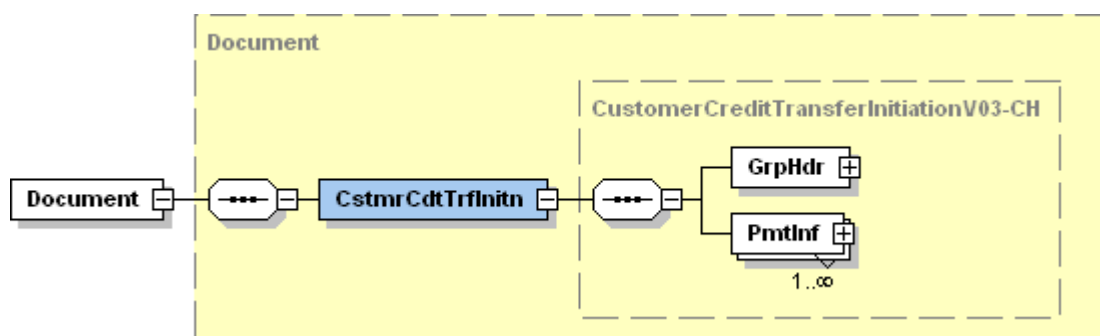 Document
CustomerCreditTransferInitiationV03-CH
GrpHdr
Document
CstmrCdtTrfInitn
PmtInf
1..∞